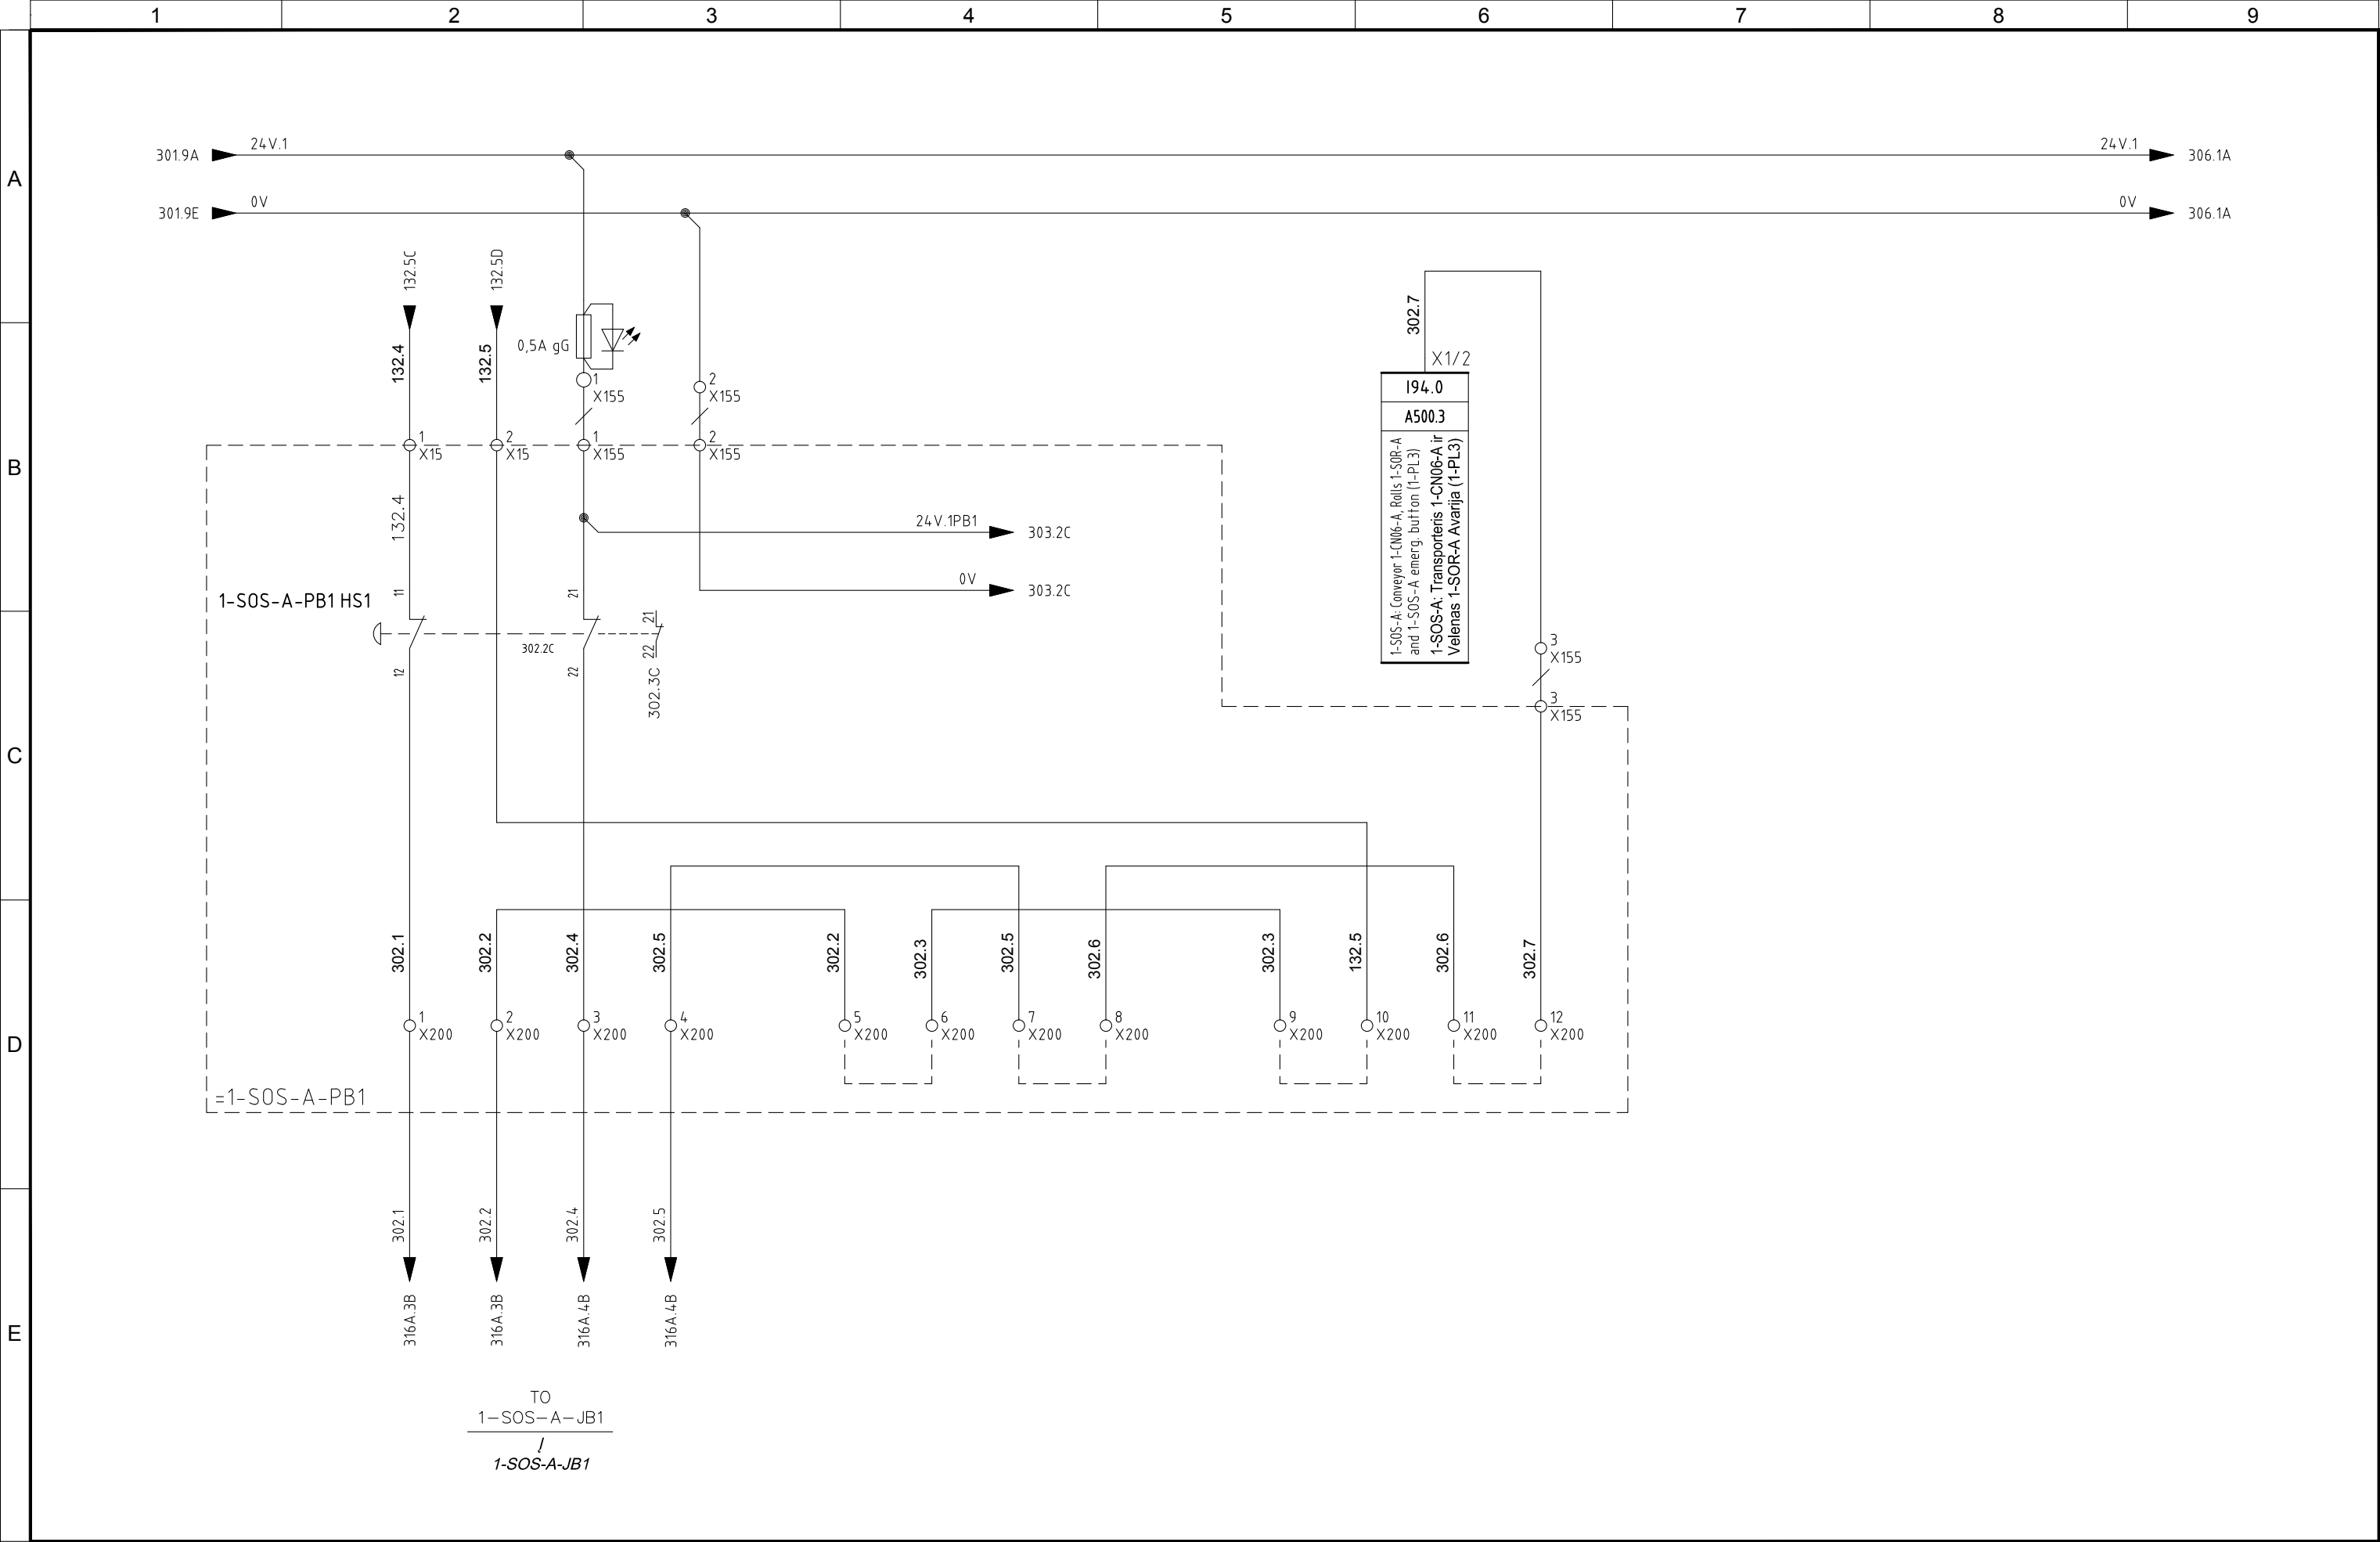 1 2 3 4 5 6 7 8 9
A
301.9A 24V.1 24V.1 306.1A
301.9E 0V 0V 306.1A
132.5C 132.5D
302.7
132.4 132.5 0,5A gG
X1/2
1 2
X155 X155
I94.0
A500.3
B
1 2 1 2
X15 X15 X155 X155
1-SOS-A: Conveyor 1-CN06-A, Rolls 1-SOR-A
and 1-SOS-A emerg. button (1-PL3)
1-SOS-A: Transporteris 1-CN06-A ir
Velenas 1-SOR-A Avarija (1-PL3)
132.4
24V.1PB1 303.2C
0V 303.2C
1-SOS-A-PB1 HS1 11 21 21
302.2C
12 22 22
302.3C
3
X155
3
X155
C
302.1 302.2 302.4 302.5 302.2 302.3 302.5 302.6 302.3 132.5 302.6 302.7
1 2 3 4 5 6 7 8 9 10 11 12
X200 X200 X200 X200 X200 X200 X200 X200 X200 X200 X200 X200
D
=1-SOS-A-PB1
302.1 302.2 302.4 302.5
316A.3B 316A.3B 316A.4B 316A.4B
E
TO
1-SOS-A-JB1
Į
1-SOS-A-JB1